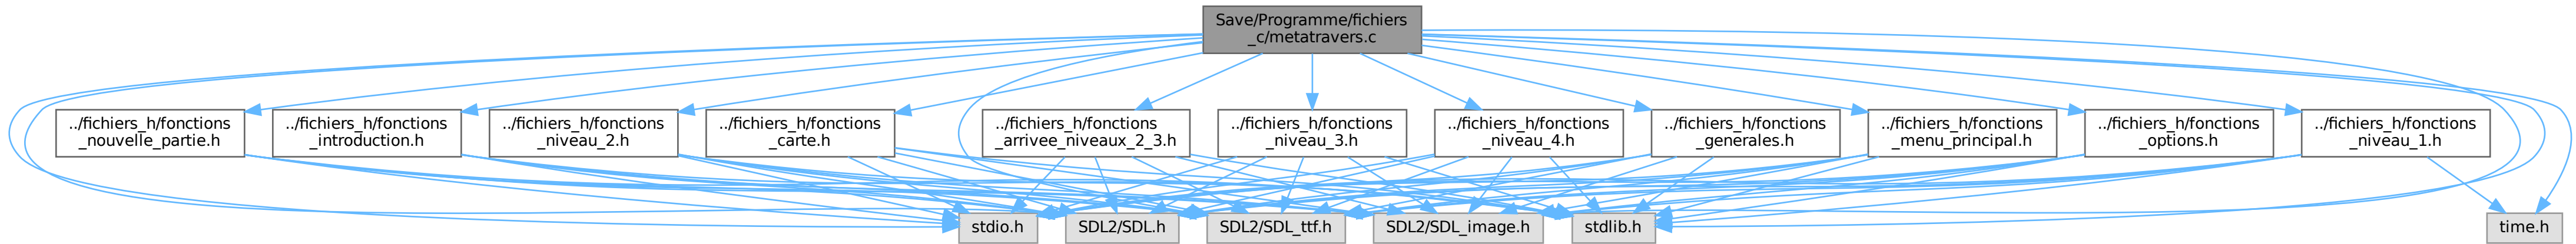 Save/Programme/fichiers
_c/metatravers.c
../fichiers_h/fonctions
_nouvelle_partie.h
../fichiers_h/fonctions
_introduction.h
../fichiers_h/fonctions
_niveau_2.h
../fichiers_h/fonctions
_carte.h
../fichiers_h/fonctions
_arrivee_niveaux_2_3.h
../fichiers_h/fonctions
_niveau_3.h
../fichiers_h/fonctions
_niveau_4.h
../fichiers_h/fonctions
_generales.h
../fichiers_h/fonctions
_menu_principal.h
../fichiers_h/fonctions
_options.h
../fichiers_h/fonctions
_niveau_1.h
stdio.h
SDL2/SDL.h
SDL2/SDL_ttf.h
SDL2/SDL_image.h
stdlib.h
time.h